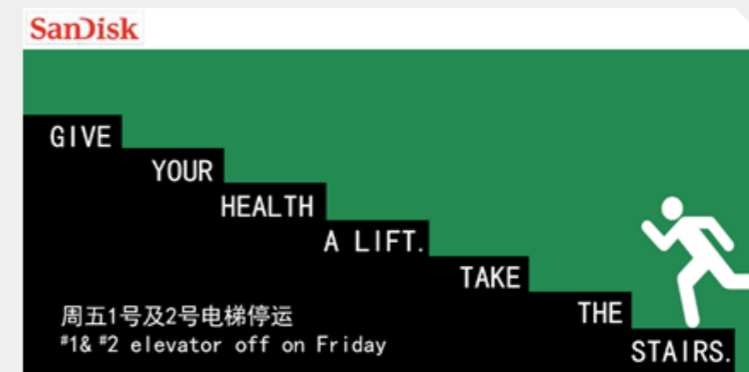 SanDisk
GIVE
YOUR
HEALTH
A LIFT.
TAKE
THE
STAIRS.
周五1号及2号电梯停运
#1& #2 elevator off on Friday